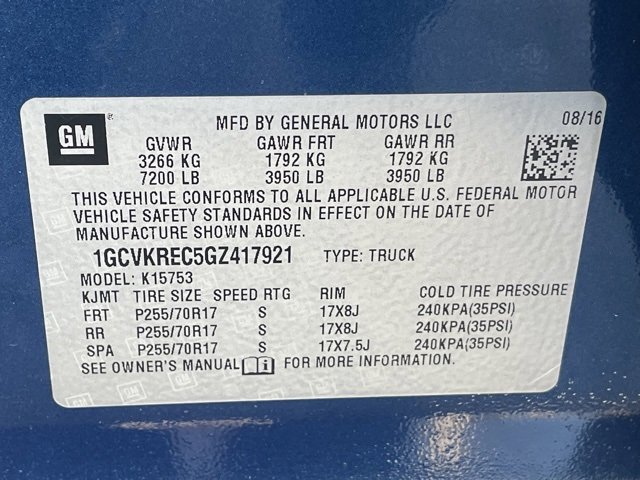 GM ®
MFD BY GENERAL MOTORS LLC 08/16
GVWR GAWR FRT GAWR RR
3266 KG 1792 KG 1792 KG
7200 LB 3950 LB 3950 LB
THIS VEHICLE CONFORMS TO ALL APPLICABLE U.S. FEDERAL MOTOR
VEHICLE SAFETY STANDARDS IN EFFECT ON THE DATE OF
MANUFACTURE SHOWN ABOVE.
1GCVKREC5GZ417921 TYPE: TRUCK
MODEL: K15753
KJMT TIRE SIZE SPEED RTG RIM COLD TIRE PRESSURE
FRT P255/70R17 S 17X8J 240KPA(35PSI)
RR P255/70R17 S 17X8J 240KPA(35PSI)
SPA P255/70R17 S 17X7.5J 240KPA(35PSI)
SEE OWNER'S MANUAL FOR MORE INFORMATION.